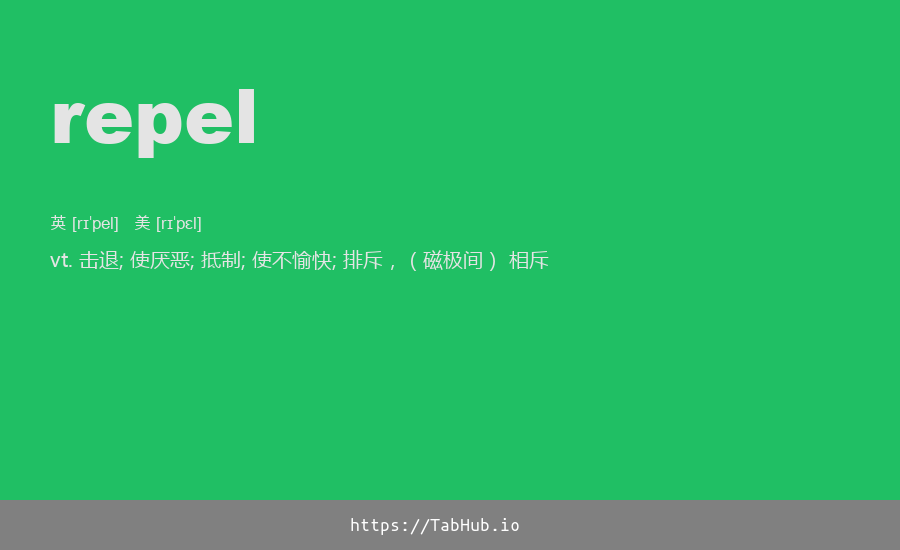 repel
英 [rɪˈpel] 美 [rɪˈpɛl]
vt. 击退; 使厌恶; 抵制; 使不愉快; 排斥，（磁极间） 相斥
https://TabHub.io